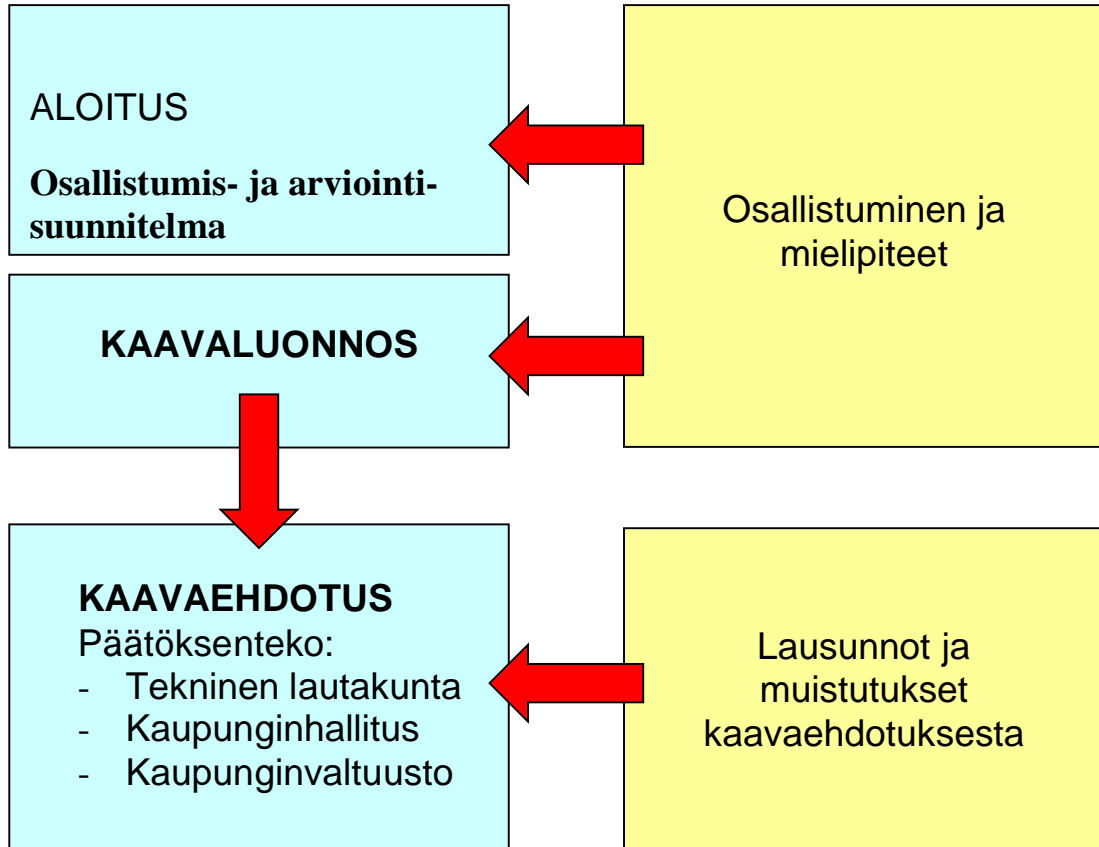 ALOITUS
Osallistumis- ja arviointi-
suunnitelma
Osallistuminen ja
mielipiteet
KAAVALUONNOS
KAAVAEHDOTUS
Päätöksenteko:
- Tekninen lautakunta
- Kaupunginhallitus
- Kaupunginvaltuusto
Lausunnot ja
muistutukset
kaavaehdotuksesta